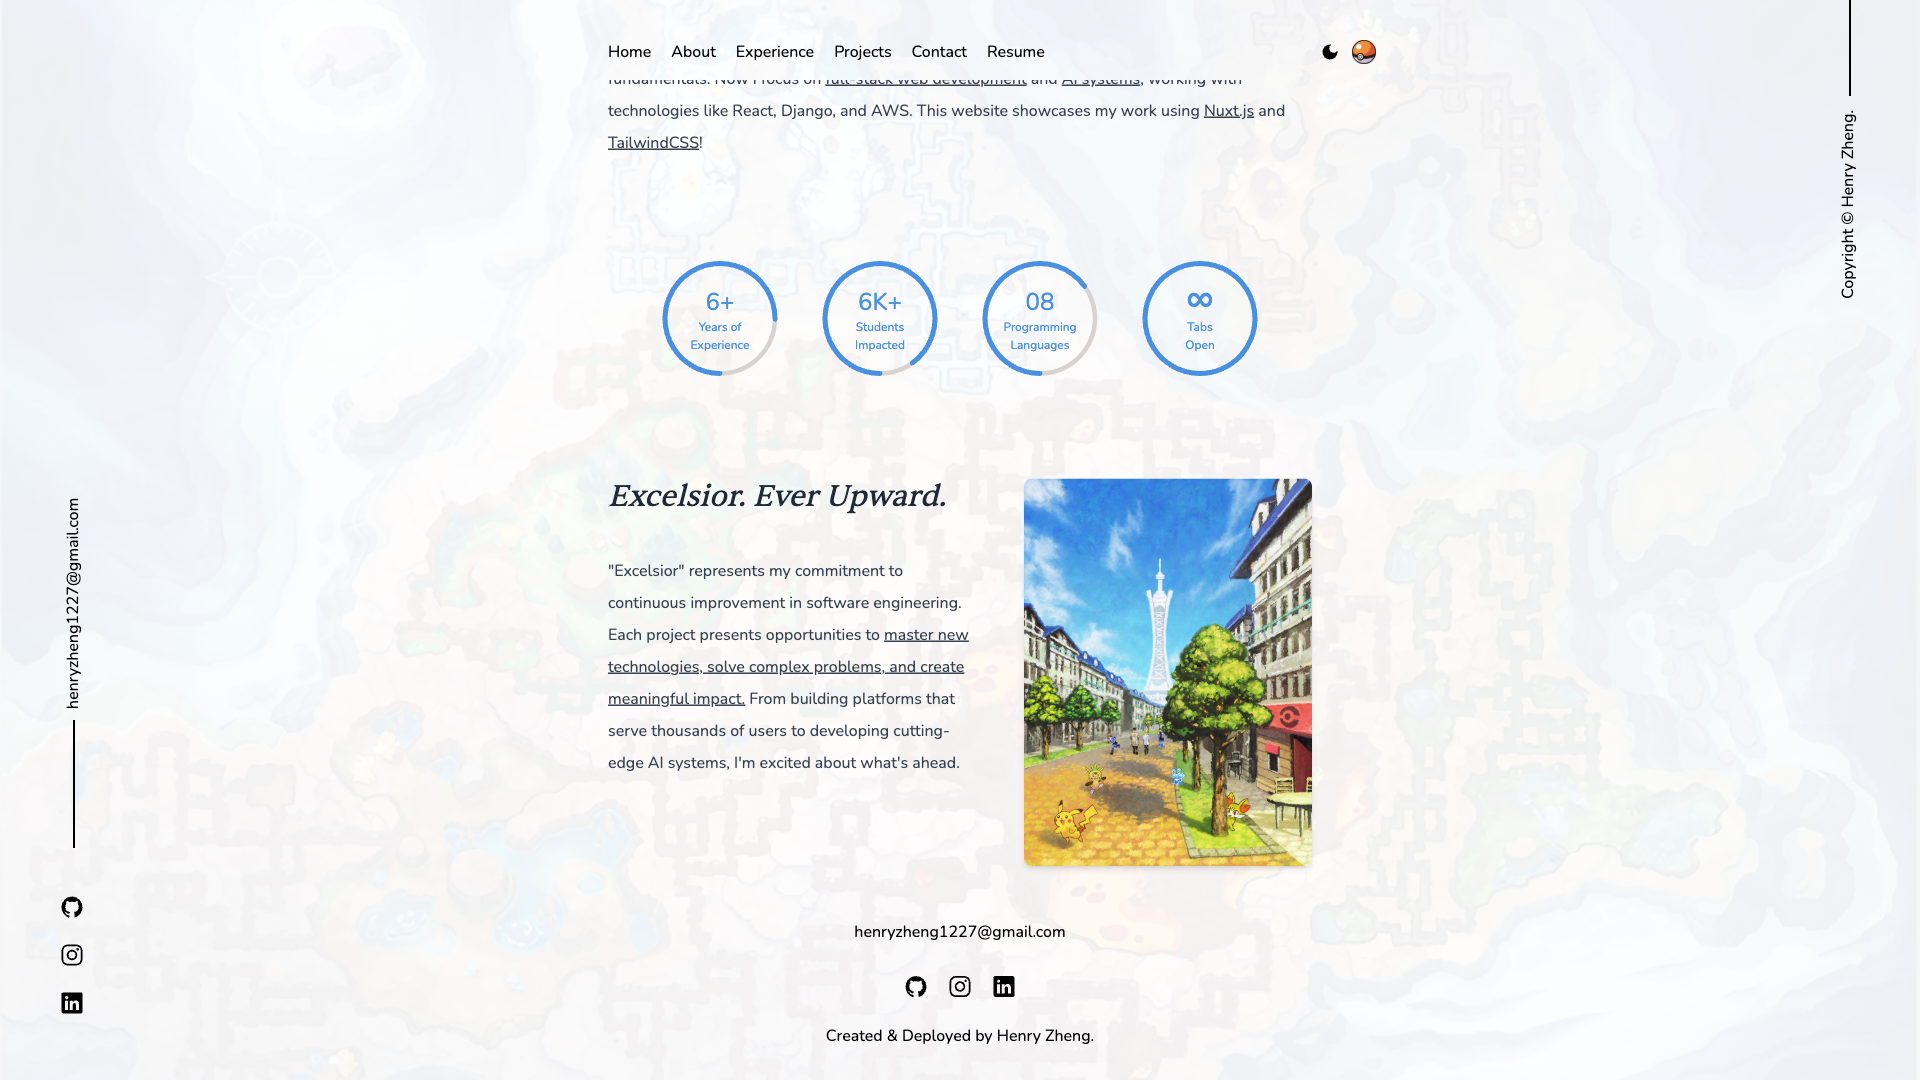 Home About Experience Projects Contact Resume
fundamentals. Now I focus on full-stack web development and AI systems, working with
technologies like React, Django, and AWS. This website showcases my work using Nuxt.js and
TailwindCSS!
6+
Years of
Experience
6K+
Students
Impacted
08
Programming
Languages
∞
Tabs
Open
Excelsior. Ever Upward.
"Excelsior" represents my commitment to
continuous improvement in software engineering.
Each project presents opportunities to master new
technologies, solve complex problems, and create
meaningful impact. From building platforms that
serve thousands of users to developing cutting-
edge AI systems, I'm excited about what's ahead.
henryzheng1227@gmail.com
Created & Deployed by Henry Zheng.
henryzheng1227@gmail.com
Copyright © Henry Zheng.